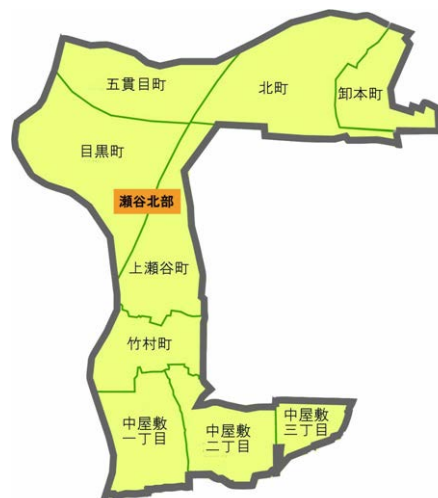 五貫目町
北町
卸本町
目黒町
瀬谷北部
上瀬谷町
竹村町
中屋敷
一丁目
中屋敷
二丁目
中屋敷
三丁目